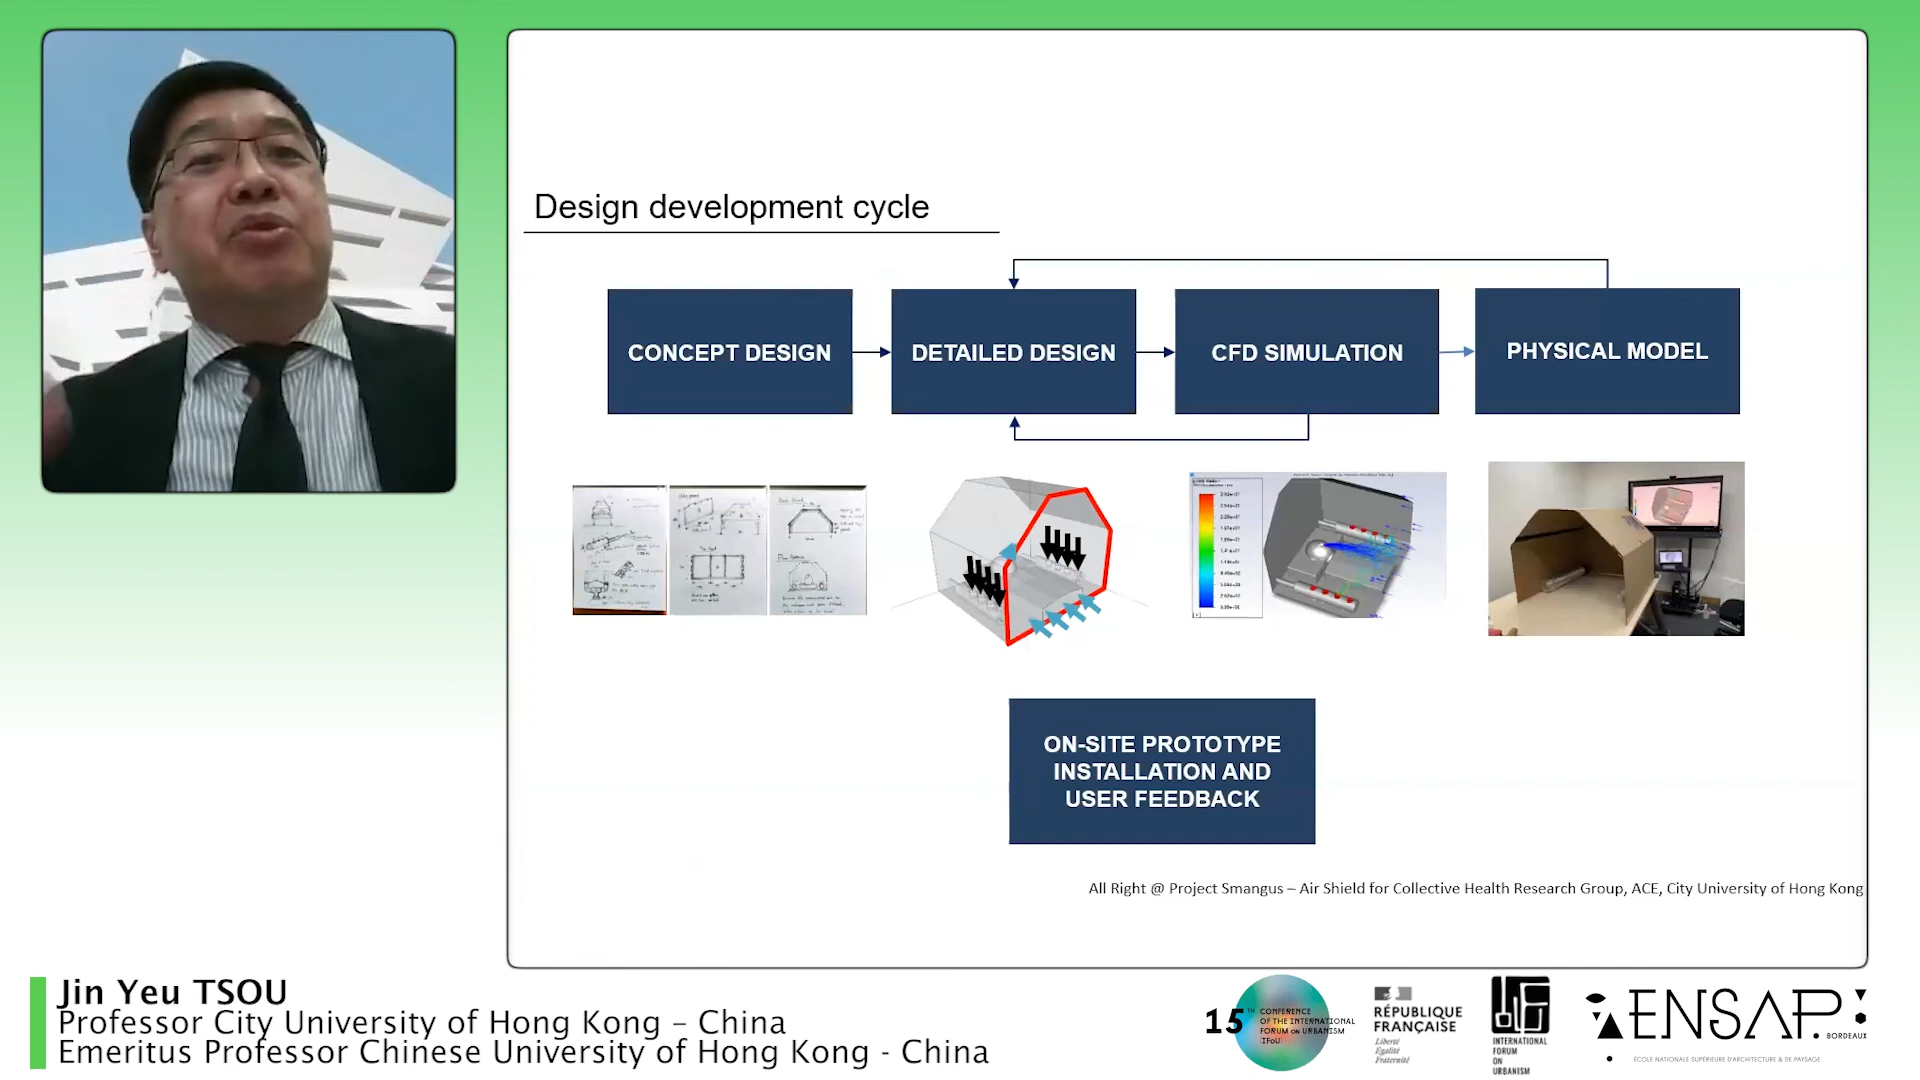 Design development cycle
CONCEPT DESIGN
DETAILED DESIGN
CFD SIMULATION
PHYSICAL MODEL
ON-SITE PROTOTYPE
INSTALLATION AND
USER FEEDBACK
All Right @ Project Smangus – Air Shield for Collective Health Research Group, ACE, City University of Hong Kong
Jin Yeu TSOU
Professor City University of Hong Kong – China
Emeritus Professor Chinese University of Hong Kong - China
15TH CONFERENCE
OF THE INTERNATIONAL
FORUM ON URBANISM
(IFoU)
RÉPUBLIQUE
FRANÇAISE
Liberté
Égalité
Fraternité
INTERNATIONAL
FORUM
ON
URBANISM
ENSAP
BORDEAUX
ÉCOLE NATIONALE SUPÉRIEURE D'ARCHITECTURE & DE PAYSAGE